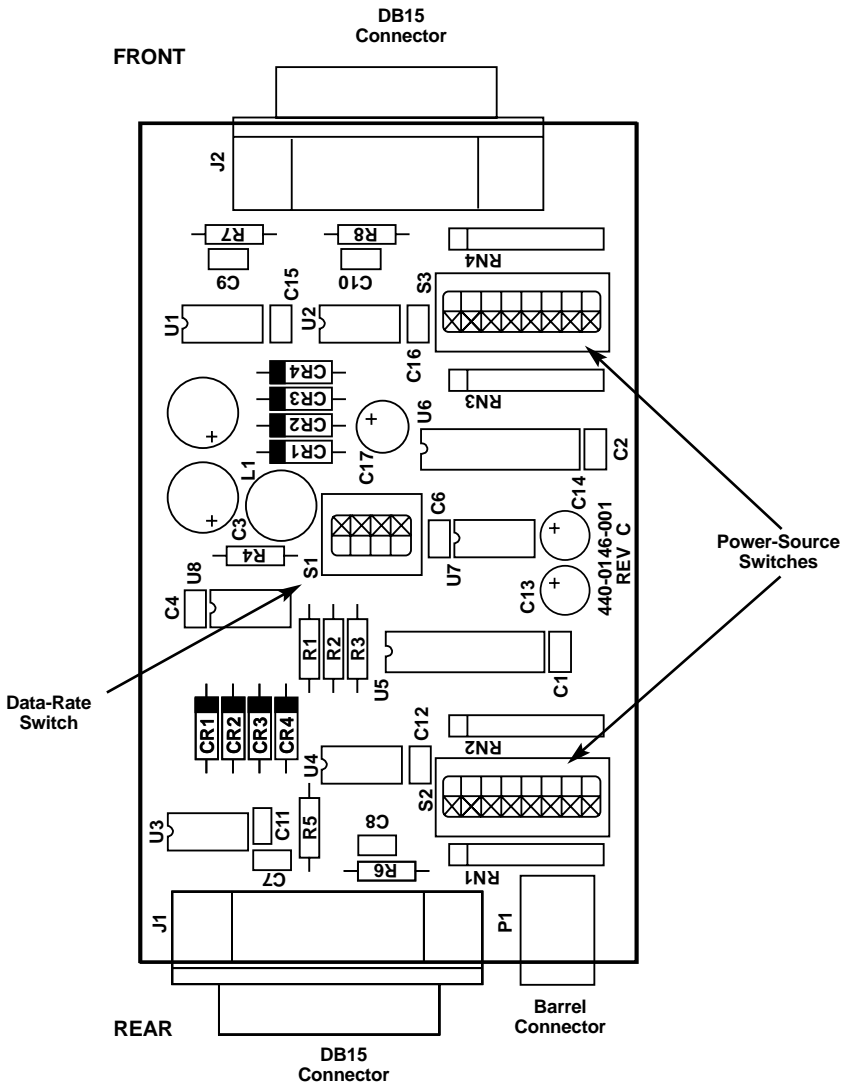 DB15
Connector
FRONT
J2
R7
R8
C9
C10
RN4
C15
S3
U1
U2
C16
CR4
CR3
CR2
CR1
RN3
U6
C17
L1
C2
C14
C3
C6
R4
S1
U7
C13
440-0146-001
REV C
Power-Source
Switches
U8
C4
R1
R2
R3
U5
C1
Data-Rate
Switch
CR1
CR2
CR3
CR4
C12
RN2
U4
S2
U3
C11
R5
C8
C7
R6
RN1
J1
P1
REAR
Barrel
Connector
DB15
Connector